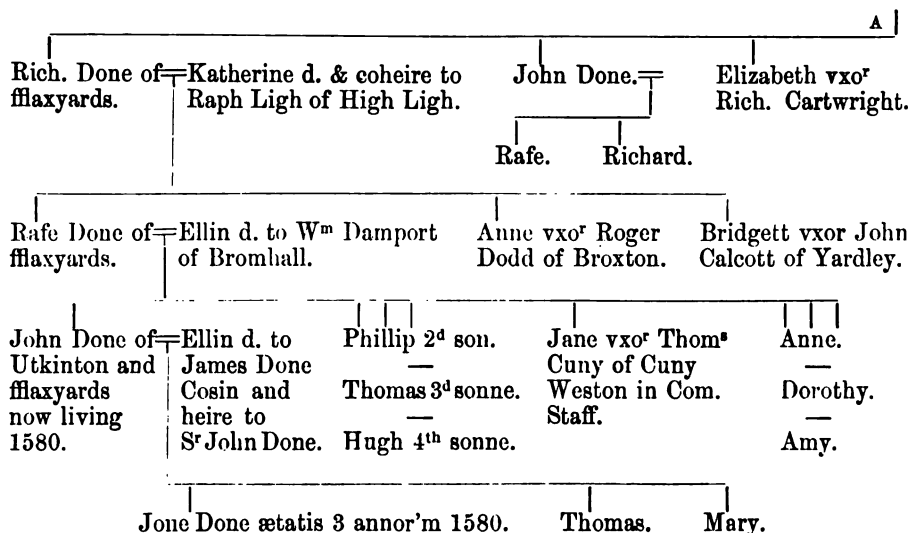 A
Rich. Done of Katherine d. & coheire to John Done. Elizabeth vxoʳ
fflaxyards. Raph Ligh of High Ligh. Rich. Cartwright.
Rafe. Richard.
Rafe Done of Ellin d. to Wᵐ Damport Anne vxoʳ Roger Bridgett vxor John
fflaxyards. of Bromhall. Dodd of Broxton. Calcott of Yardley.
John Done of Ellin d. to Phillip 2ᵈ son. Jane vxoʳ Thomˢ Anne.
Utkinton and James Done — Cuny of Cuny —
fflaxyards Cosin and Thomas 3ᵈ sonne. Weston in Com. Dorothy.
now living heire to — Staff. —
1580. Sʳ John Done. Hugh 4ᵗʰ sonne. Amy.
Jone Done ætatis 3 annor'm 1580. Thomas. Mary.